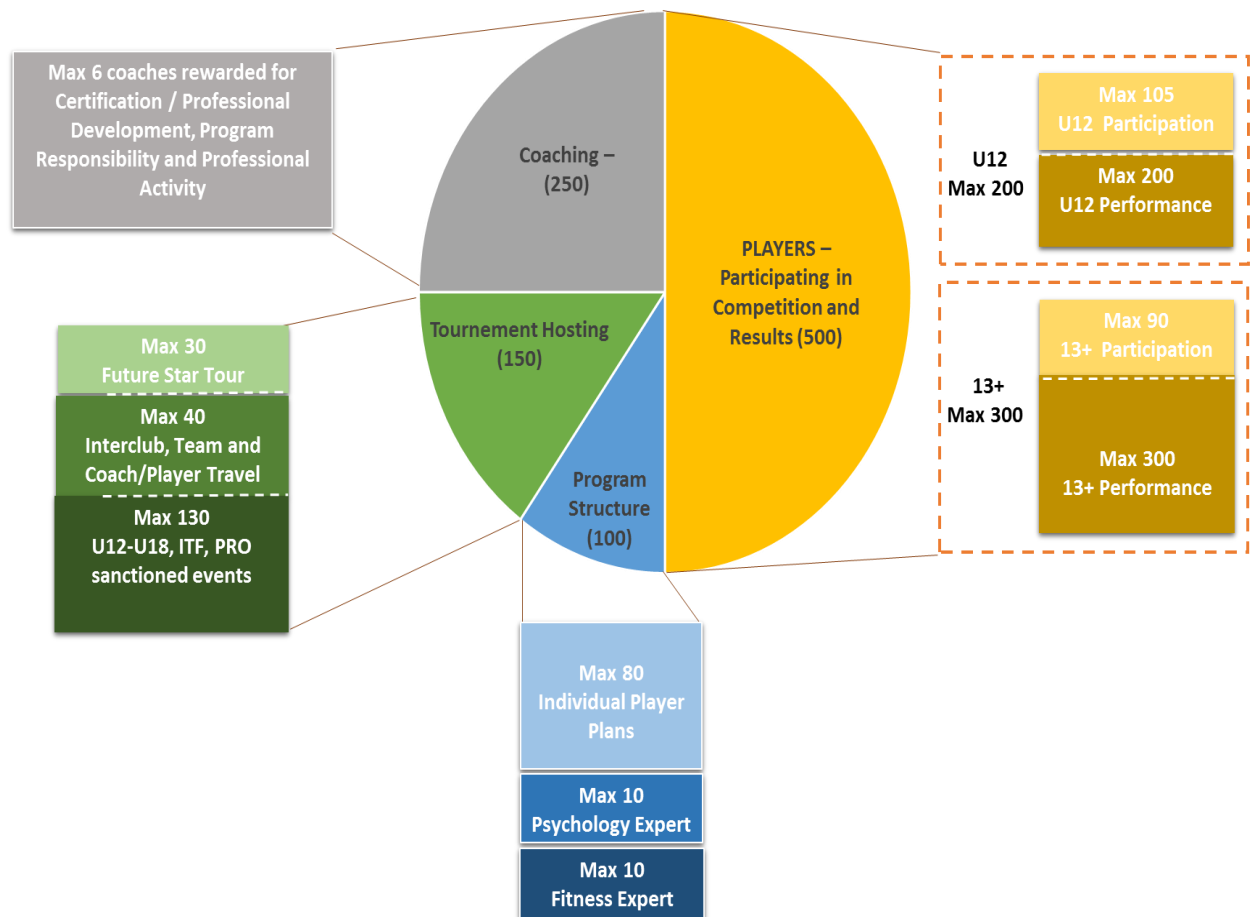 Max 6 coaches rewarded for
Certification / Professional
Development, Program
Responsibility and Professional
Activity
Coaching –
(250)
PLAYERS –
Participating in
Competition and
Results (500)
Tournement Hosting
(150)
Program
Structure
(100)
U12
Max 200
Max 105
U12 Participation
Max 200
U12 Performance
13+
Max 300
Max 90
13+ Participation
Max 300
13+ Performance
Max 30
Future Star Tour
Max 40
Interclub, Team and
Coach/Player Travel
Max 130
U12-U18, ITF, PRO
sanctioned events
Max 80
Individual Player
Plans
Max 10
Psychology Expert
Max 10
Fitness Expert